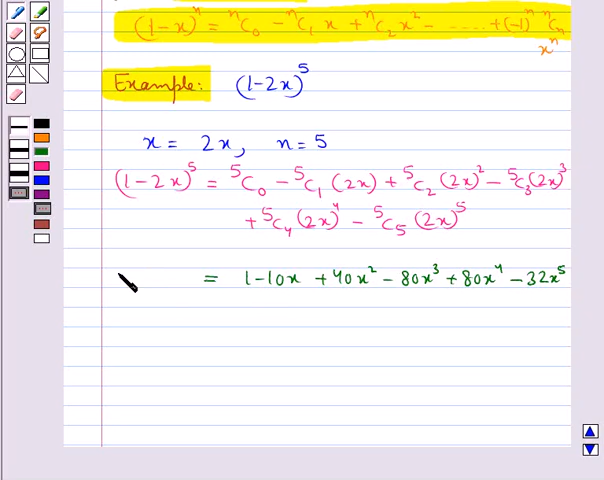 (1-x)ⁿ = ⁿC₀ - ⁿC₁ x + ⁿC₂ x² - ...... + (-1)ⁿ ⁿCₙ
xⁿ
Example: (1-2x)⁵
x = 2x, n = 5
(1-2x)⁵ = ⁵C₀ - ⁵C₁ (2x) + ⁵C₂ (2x)² - ⁵C₃ (2x)³
+ ⁵C₄ (2x)⁴ - ⁵C₅ (2x)⁵
= 1 - 10x + 40x² - 80x³ + 80x⁴ - 32x⁵